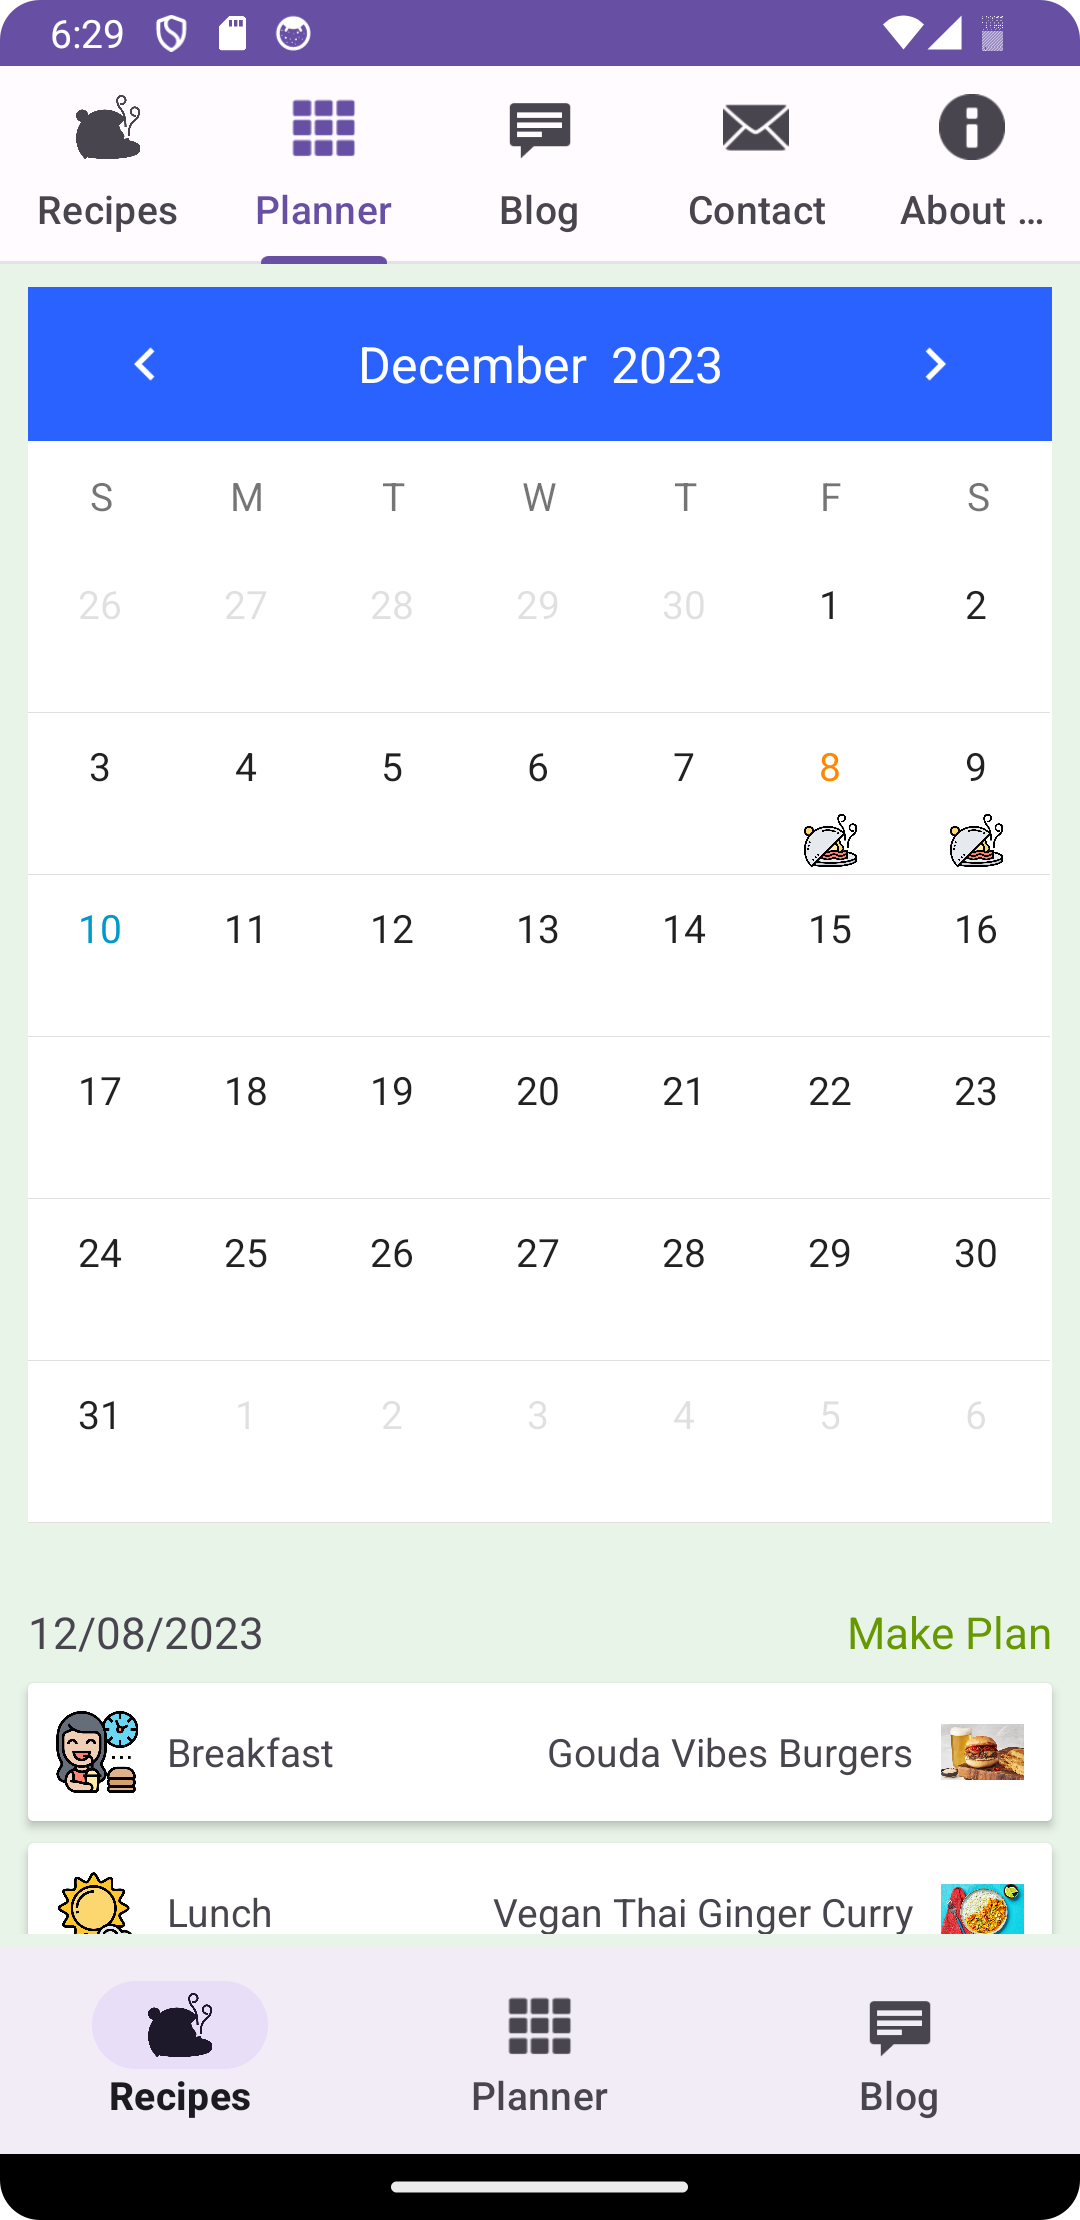 6:29
Recipes Planner Blog Contact About ...
December 2023
S M T W T F S
26 27 28 29 30 1 2
3 4 5 6 7 8 9
10 11 12 13 14 15 16
17 18 19 20 21 22 23
24 25 26 27 28 29 30
31 1 2 3 4 5 6
12/08/2023 Make Plan
Breakfast Gouda Vibes Burgers
Lunch Vegan Thai Ginger Curry
Recipes Planner Blog